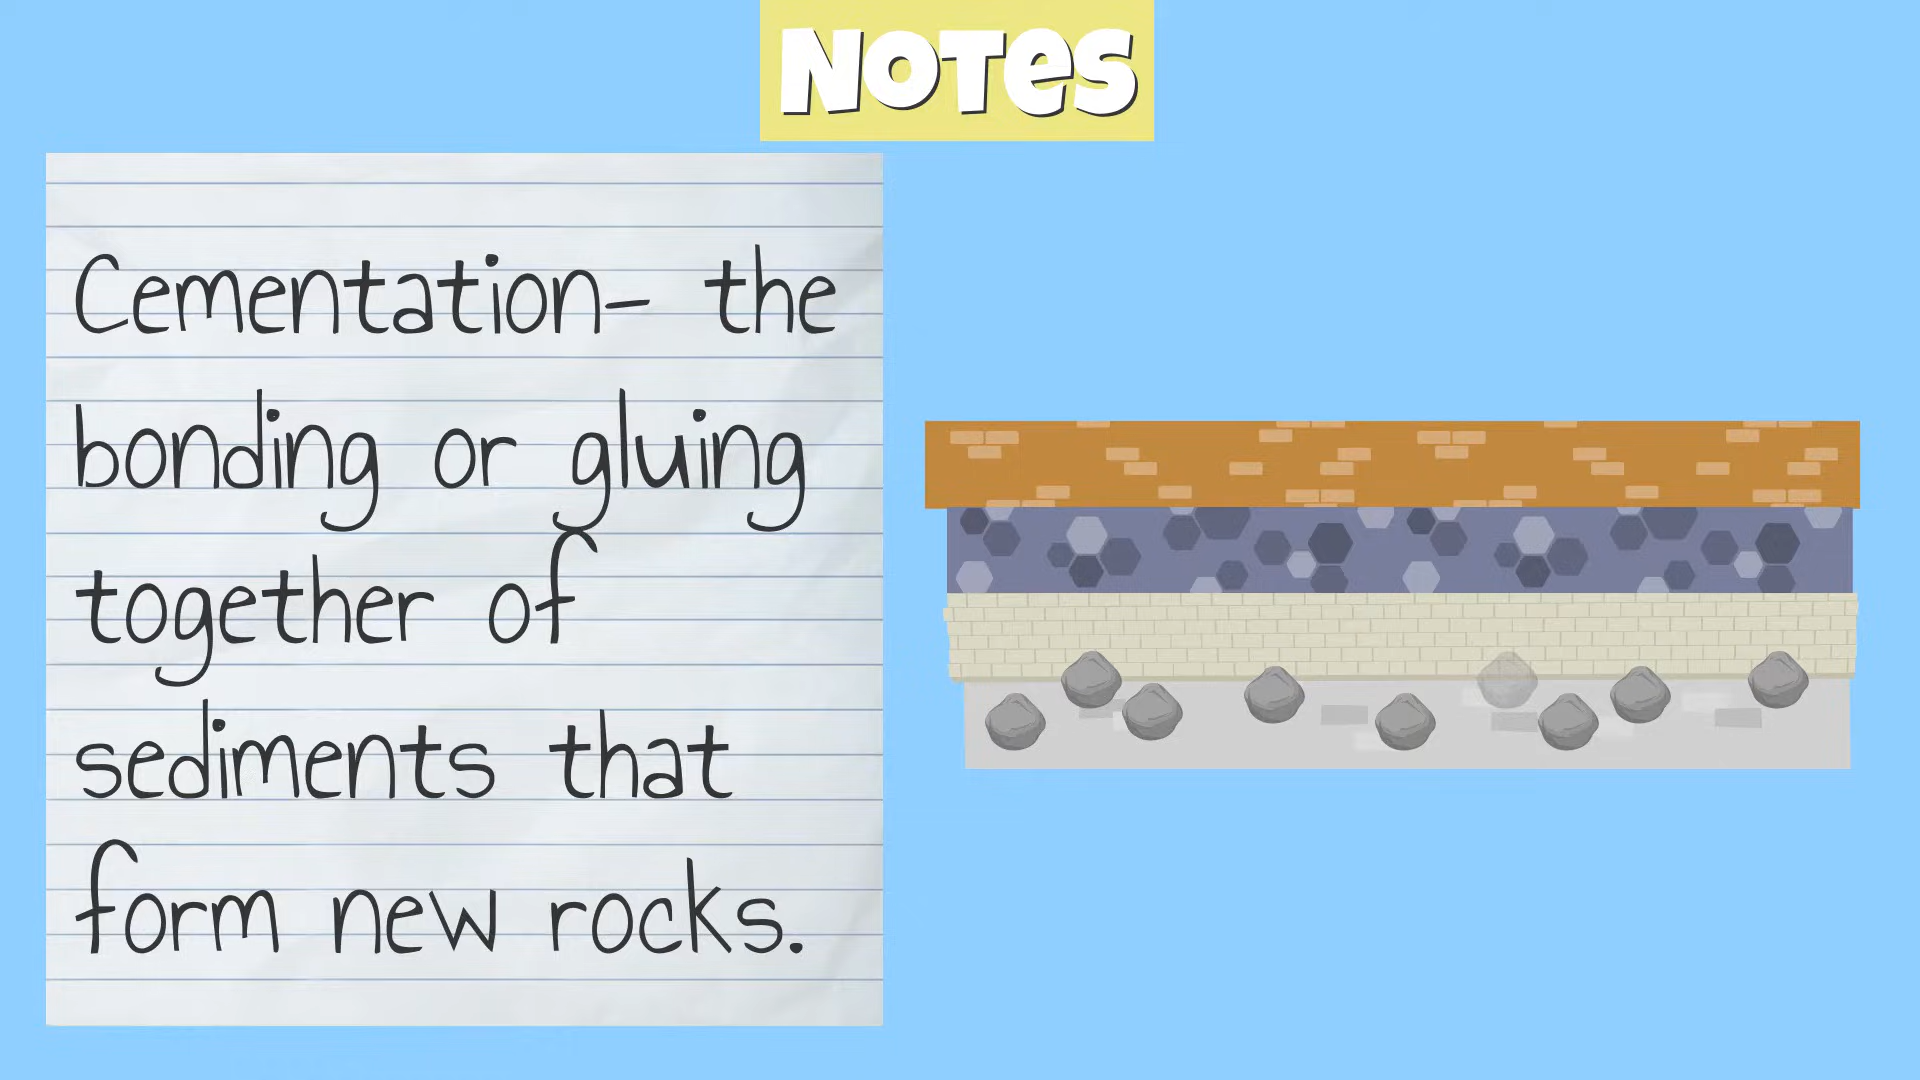 NOTES
Cementation- the
bonding or gluing
together of
sediments that
form new rocks.